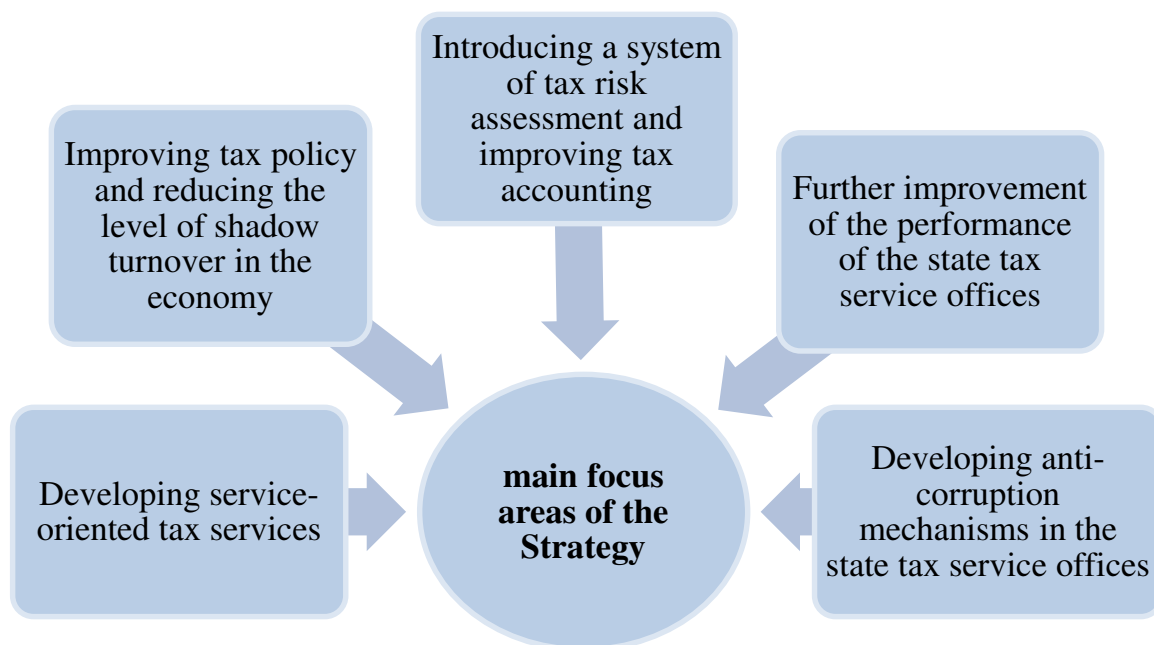 Introducing a system
of tax risk
assessment and
improving tax
accounting
Improving tax policy
and reducing the
level of shadow
turnover in the
economy
Further improvement
of the performance
of the state tax
service offices
Developing service-
oriented tax services
main focus
areas of the
Strategy
Developing anti-
corruption
mechanisms in the
state tax service offices